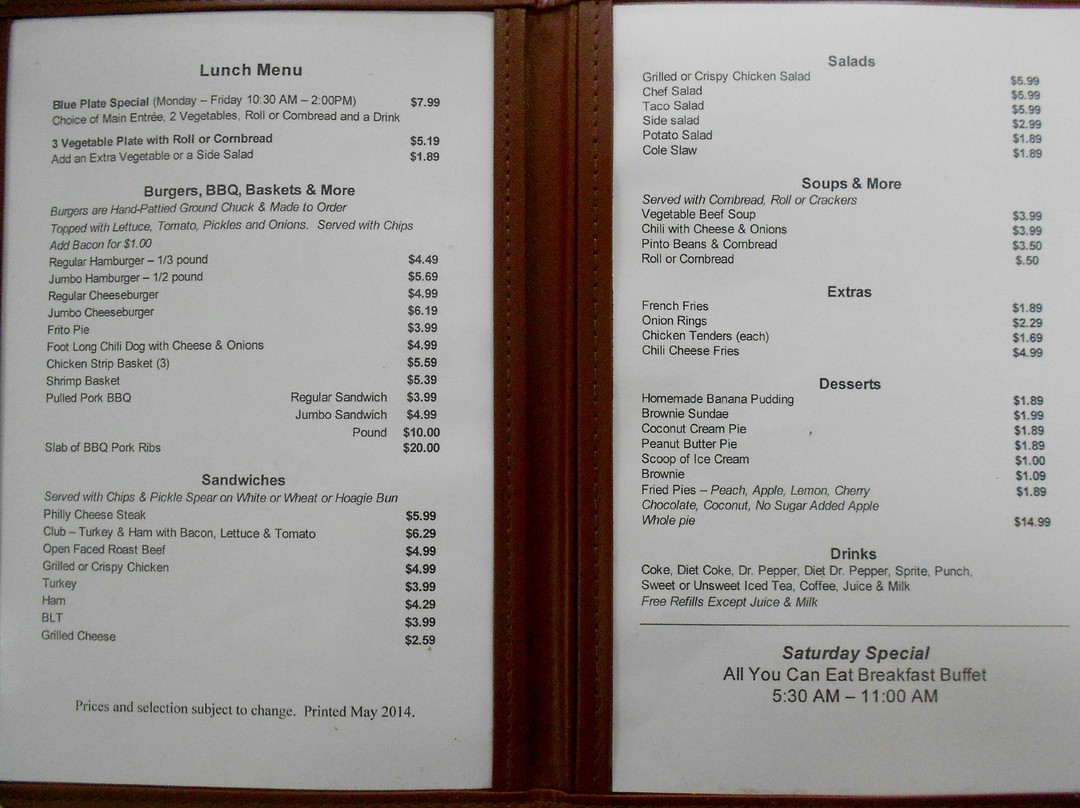 Lunch Menu
Blue Plate Special (Monday – Friday 10:30 AM – 2:00PM) $7.99
Choice of Main Entrée, 2 Vegetables, Roll or Cornbread and a Drink
3 Vegetable Plate with Roll or Cornbread $5.19
Add an Extra Vegetable or a Side Salad $1.89
Burgers, BBQ, Baskets & More
Burgers are Hand-Pattied Ground Chuck & Made to Order
Topped with Lettuce, Tomato, Pickles and Onions. Served with Chips
Add Bacon for $1.00
Regular Hamburger – 1/3 pound $4.49
Jumbo Hamburger – 1/2 pound $5.69
Regular Cheeseburger $4.99
Jumbo Cheeseburger $6.19
Frito Pie $3.99
Foot Long Chili Dog with Cheese & Onions $4.99
Chicken Strip Basket (3) $5.59
Shrimp Basket $5.39
Pulled Pork BBQ Regular Sandwich $3.99
Jumbo Sandwich $4.99
Pound $10.00
Slab of BBQ Pork Ribs $20.00
Sandwiches
Served with Chips & Pickle Spear on White or Wheat or Hoagie Bun
Philly Cheese Steak $5.99
Club – Turkey & Ham with Bacon, Lettuce & Tomato $6.29
Open Faced Roast Beef $4.99
Grilled or Crispy Chicken $4.99
Turkey $3.99
Ham $4.29
BLT $3.99
Grilled Cheese $2.59
Prices and selection subject to change. Printed May 2014.
Salads
Grilled or Crispy Chicken Salad $5.99
Chef Salad $5.99
Taco Salad $5.99
Side salad $2.99
Potato Salad $1.89
Cole Slaw $1.89
Soups & More
Served with Cornbread, Roll or Crackers
Vegetable Beef Soup $3.99
Chili with Cheese & Onions $3.99
Pinto Beans & Cornbread $3.50
Roll or Cornbread $.50
Extras
French Fries $1.89
Onion Rings $2.29
Chicken Tenders (each) $1.69
Chili Cheese Fries $4.99
Desserts
Homemade Banana Pudding $1.89
Brownie Sundae $1.99
Coconut Cream Pie $1.89
Peanut Butter Pie $1.89
Scoop of Ice Cream $1.00
Brownie $1.09
Fried Pies – Peach, Apple, Lemon, Cherry $1.89
Chocolate, Coconut, No Sugar Added Apple
Whole pie $14.99
Drinks
Coke, Diet Coke, Dr. Pepper, Diet Dr. Pepper, Sprite, Punch,
Sweet or Unsweet Iced Tea, Coffee, Juice & Milk
Free Refills Except Juice & Milk
Saturday Special
All You Can Eat Breakfast Buffet
5:30 AM – 11:00 AM